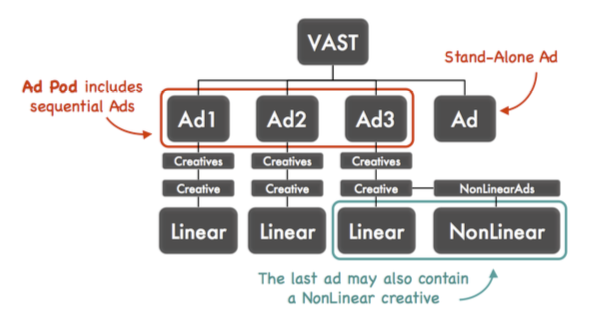 VAST
Stand-Alone Ad
Ad Pod includes
sequential Ads
Ad1
Ad2
Ad3
Ad
Creatives
Creatives
Creatives
Creative
Creative
Creative
NonLinearAds
Linear
Linear
Linear
NonLinear
The last ad may also contain
a NonLinear creative